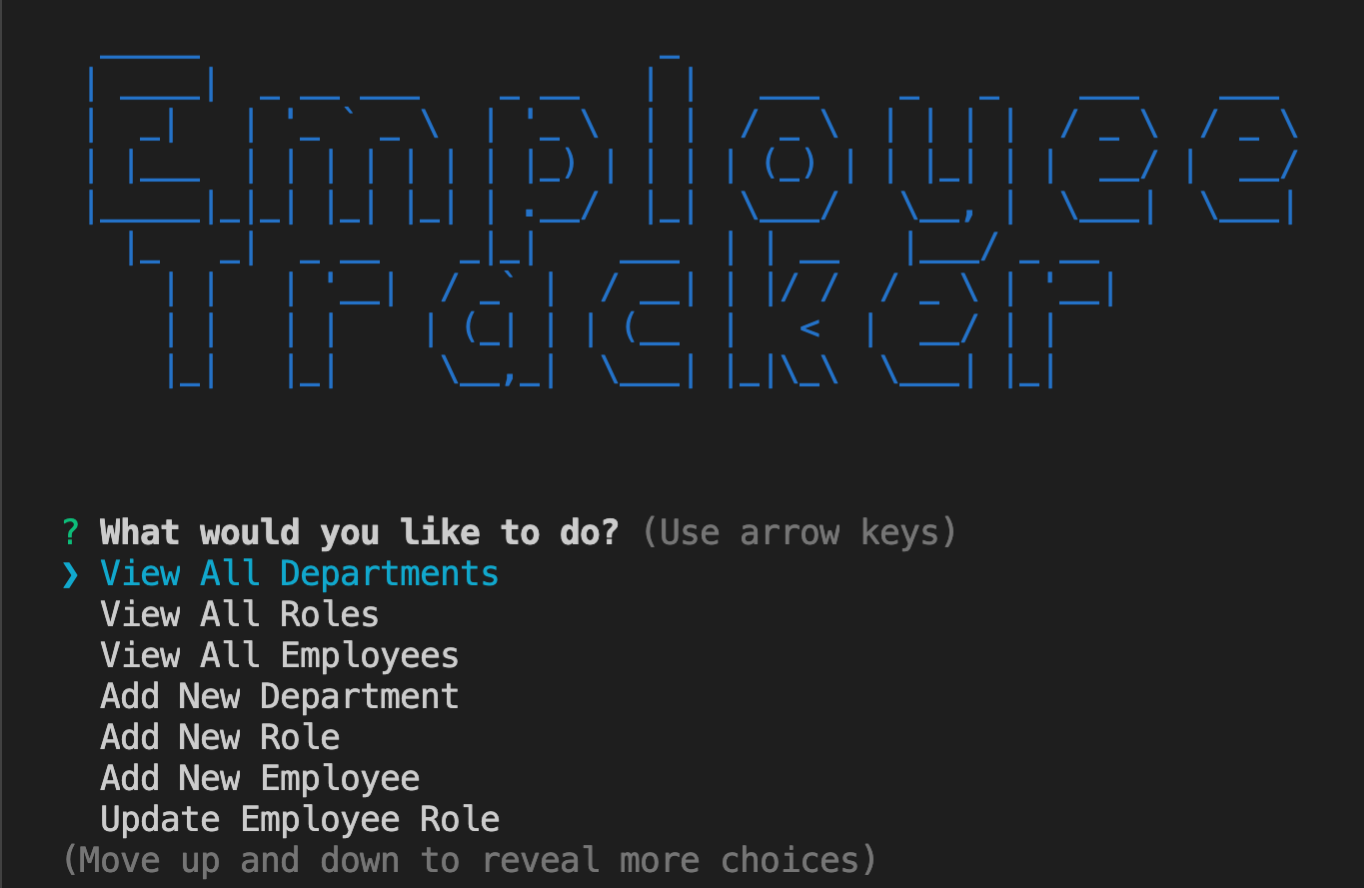 Employee
Tracker
? What would you like to do? (Use arrow keys)
❯ View All Departments
View All Roles
View All Employees
Add New Department
Add New Role
Add New Employee
Update Employee Role
(Move up and down to reveal more choices)